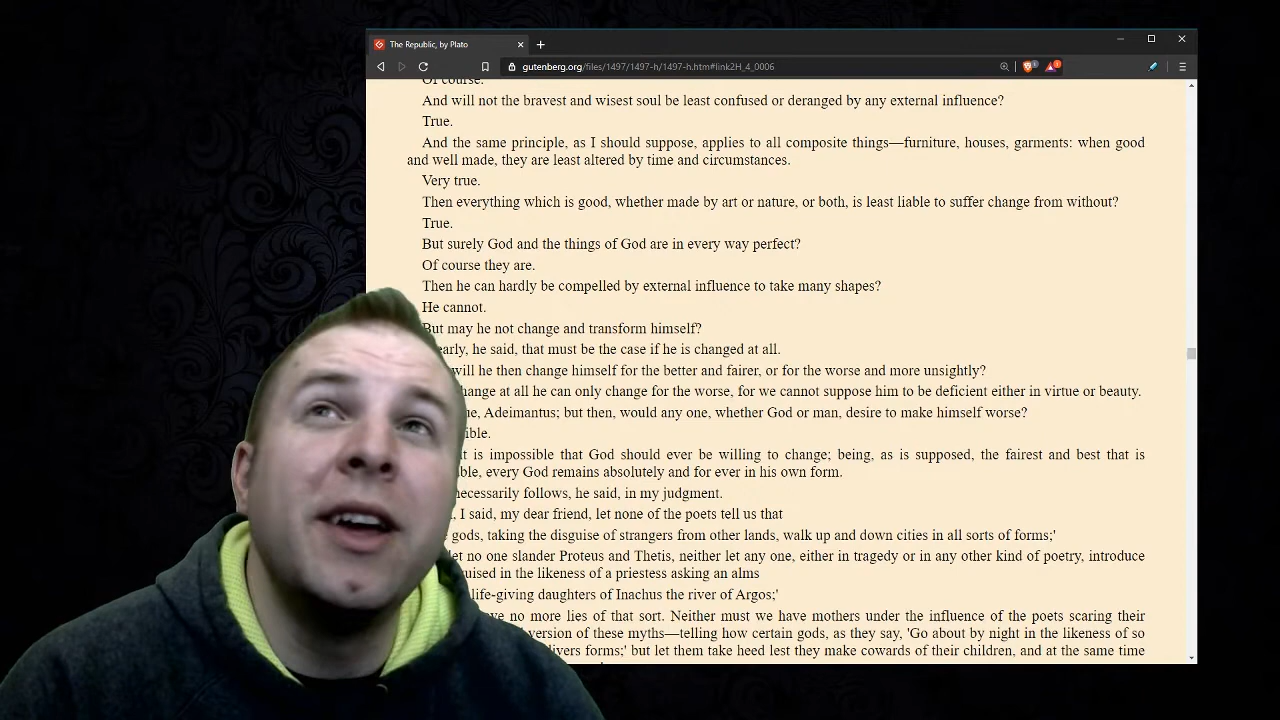 The Republic, by Plato
gutenberg.org/files/1497/1497-h/1497-h.htm#link2H_4_0006
Of course.
And will not the bravest and wisest soul be least confused or deranged by any external influence?
True.
And the same principle, as I should suppose, applies to all composite things—furniture, houses, garments: when good
and well made, they are least altered by time and circumstances.
Very true.
Then everything which is good, whether made by art or nature, or both, is least liable to suffer change from without?
True.
But surely God and the things of God are in every way perfect?
Of course they are.
Then he can hardly be compelled by external influence to take many shapes?
He cannot.
But may he not change and transform himself?
early, he said, that must be the case if he is changed at all.
will he then change himself for the better and fairer, or for the worse and more unsightly?
hange at all he can only change for the worse, for we cannot suppose him to be deficient either in virtue or beauty.
ue, Adeimantus; but then, would any one, whether God or man, desire to make himself worse?
ible.
t is impossible that God should ever be willing to change; being, as is supposed, the fairest and best that is
ble, every God remains absolutely and for ever in his own form.
necessarily follows, he said, in my judgment.
, I said, my dear friend, let none of the poets tell us that
gods, taking the disguise of strangers from other lands, walk up and down cities in all sorts of forms;'
let no one slander Proteus and Thetis, neither let any one, either in tragedy or in any other kind of poetry, introduce
uised in the likeness of a priestess asking an alms
life-giving daughters of Inachus the river of Argos;'
ve no more lies of that sort. Neither must we have mothers under the influence of the poets scaring their
version of these myths—telling how certain gods, as they say, 'Go about by night in the likeness of so
ivers forms;' but let them take heed lest they make cowards of their children, and at the same time